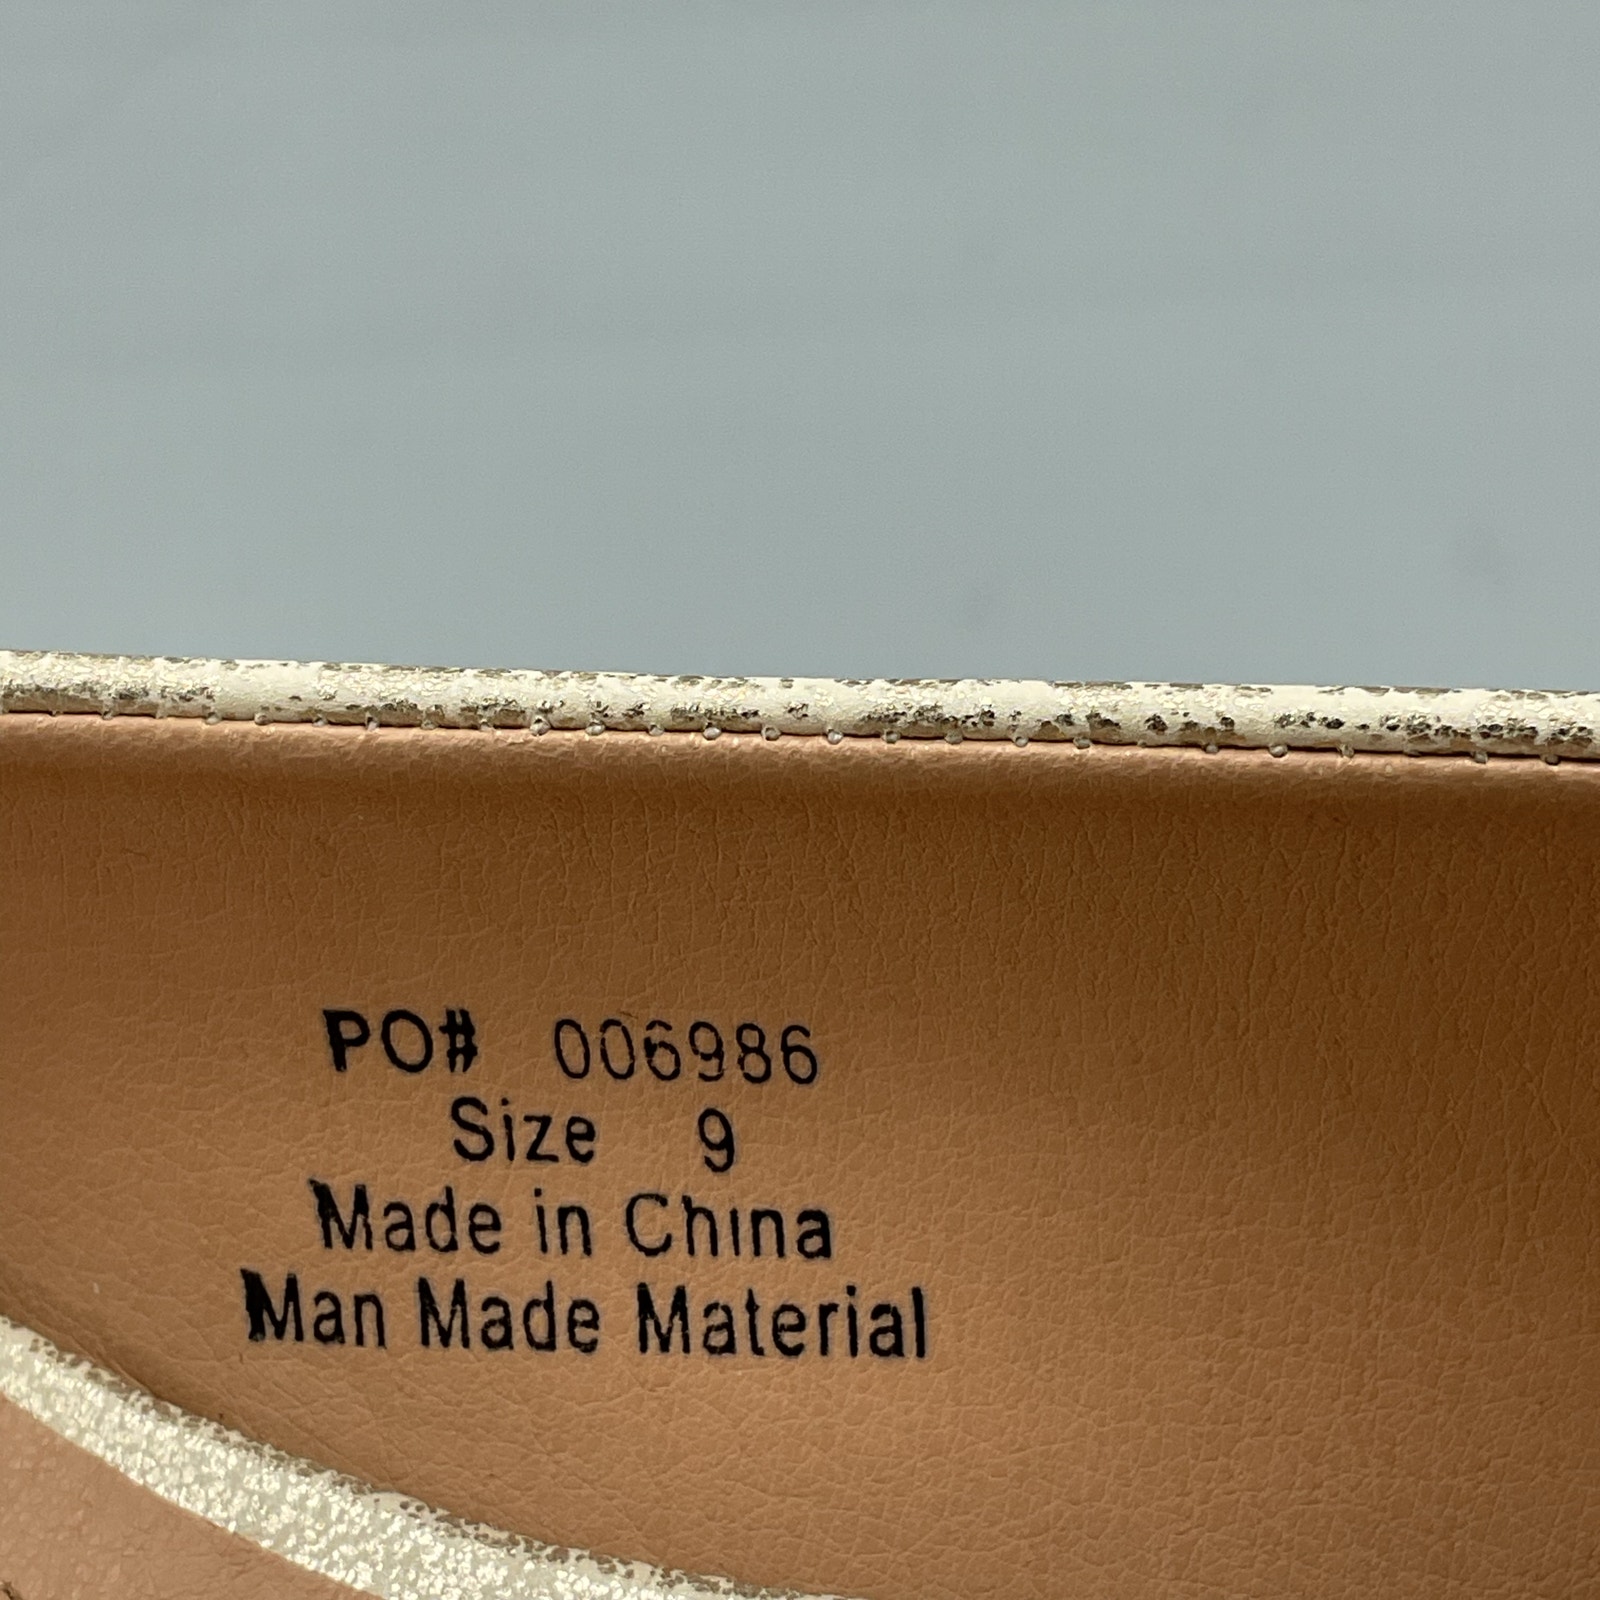 PO# 006986
Size 9
Made in China
Man Made Material